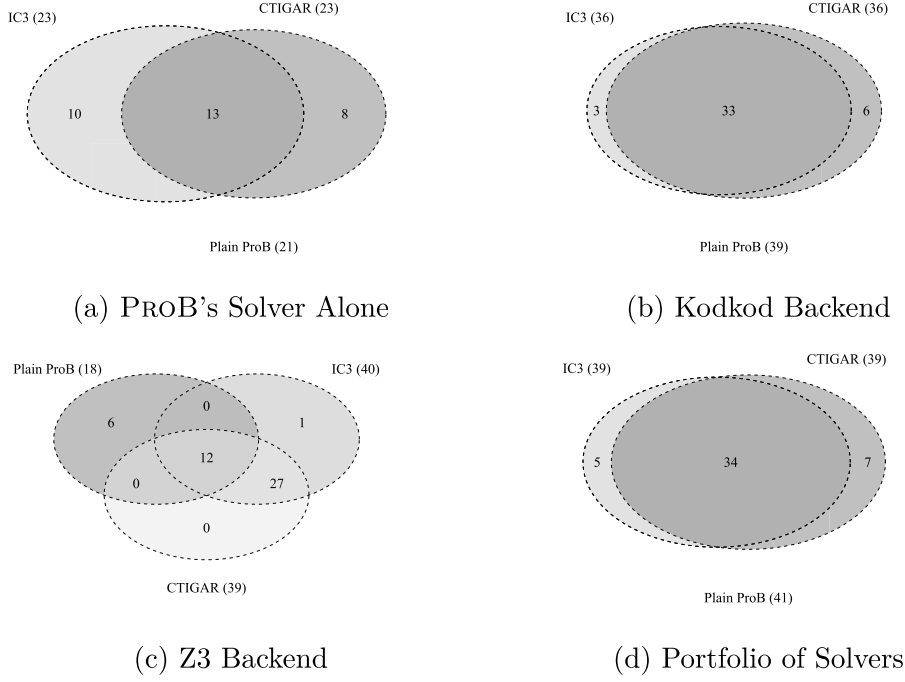 IC3 (23)
CTIGAR (23)
10
13
8
Plain ProB (21)
(a) PROB's Solver Alone
IC3 (36)
CTIGAR (36)
3
33
6
Plain ProB (39)
(b) Kodkod Backend
Plain ProB (18)
IC3 (40)
0
6
1
12
0
27
0
CTIGAR (39)
(c) Z3 Backend
IC3 (39)
CTIGAR (39)
5
34
7
Plain ProB (41)
(d) Portfolio of Solvers